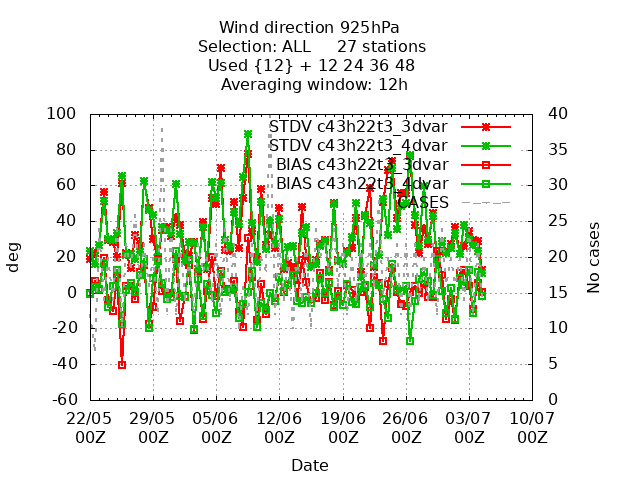 Wind direction 925hPa
Selection: ALL 27 stations
Used {12} + 12 24 36 48
Averaging window: 12h
STDV c43h22t3_3dvar
STDV c43h22t3_4dvar
BIAS c43h22t3_3dvar
BIAS c43h22t3_4dvar
CASES
deg
100
80
60
40
20
0
-20
-40
-60
No cases
40
35
30
25
20
15
10
5
0
22/05 29/05 05/06 12/06 19/06 26/06 03/07 10/07
00Z 00Z 00Z 00Z 00Z 00Z 00Z 00Z
Date